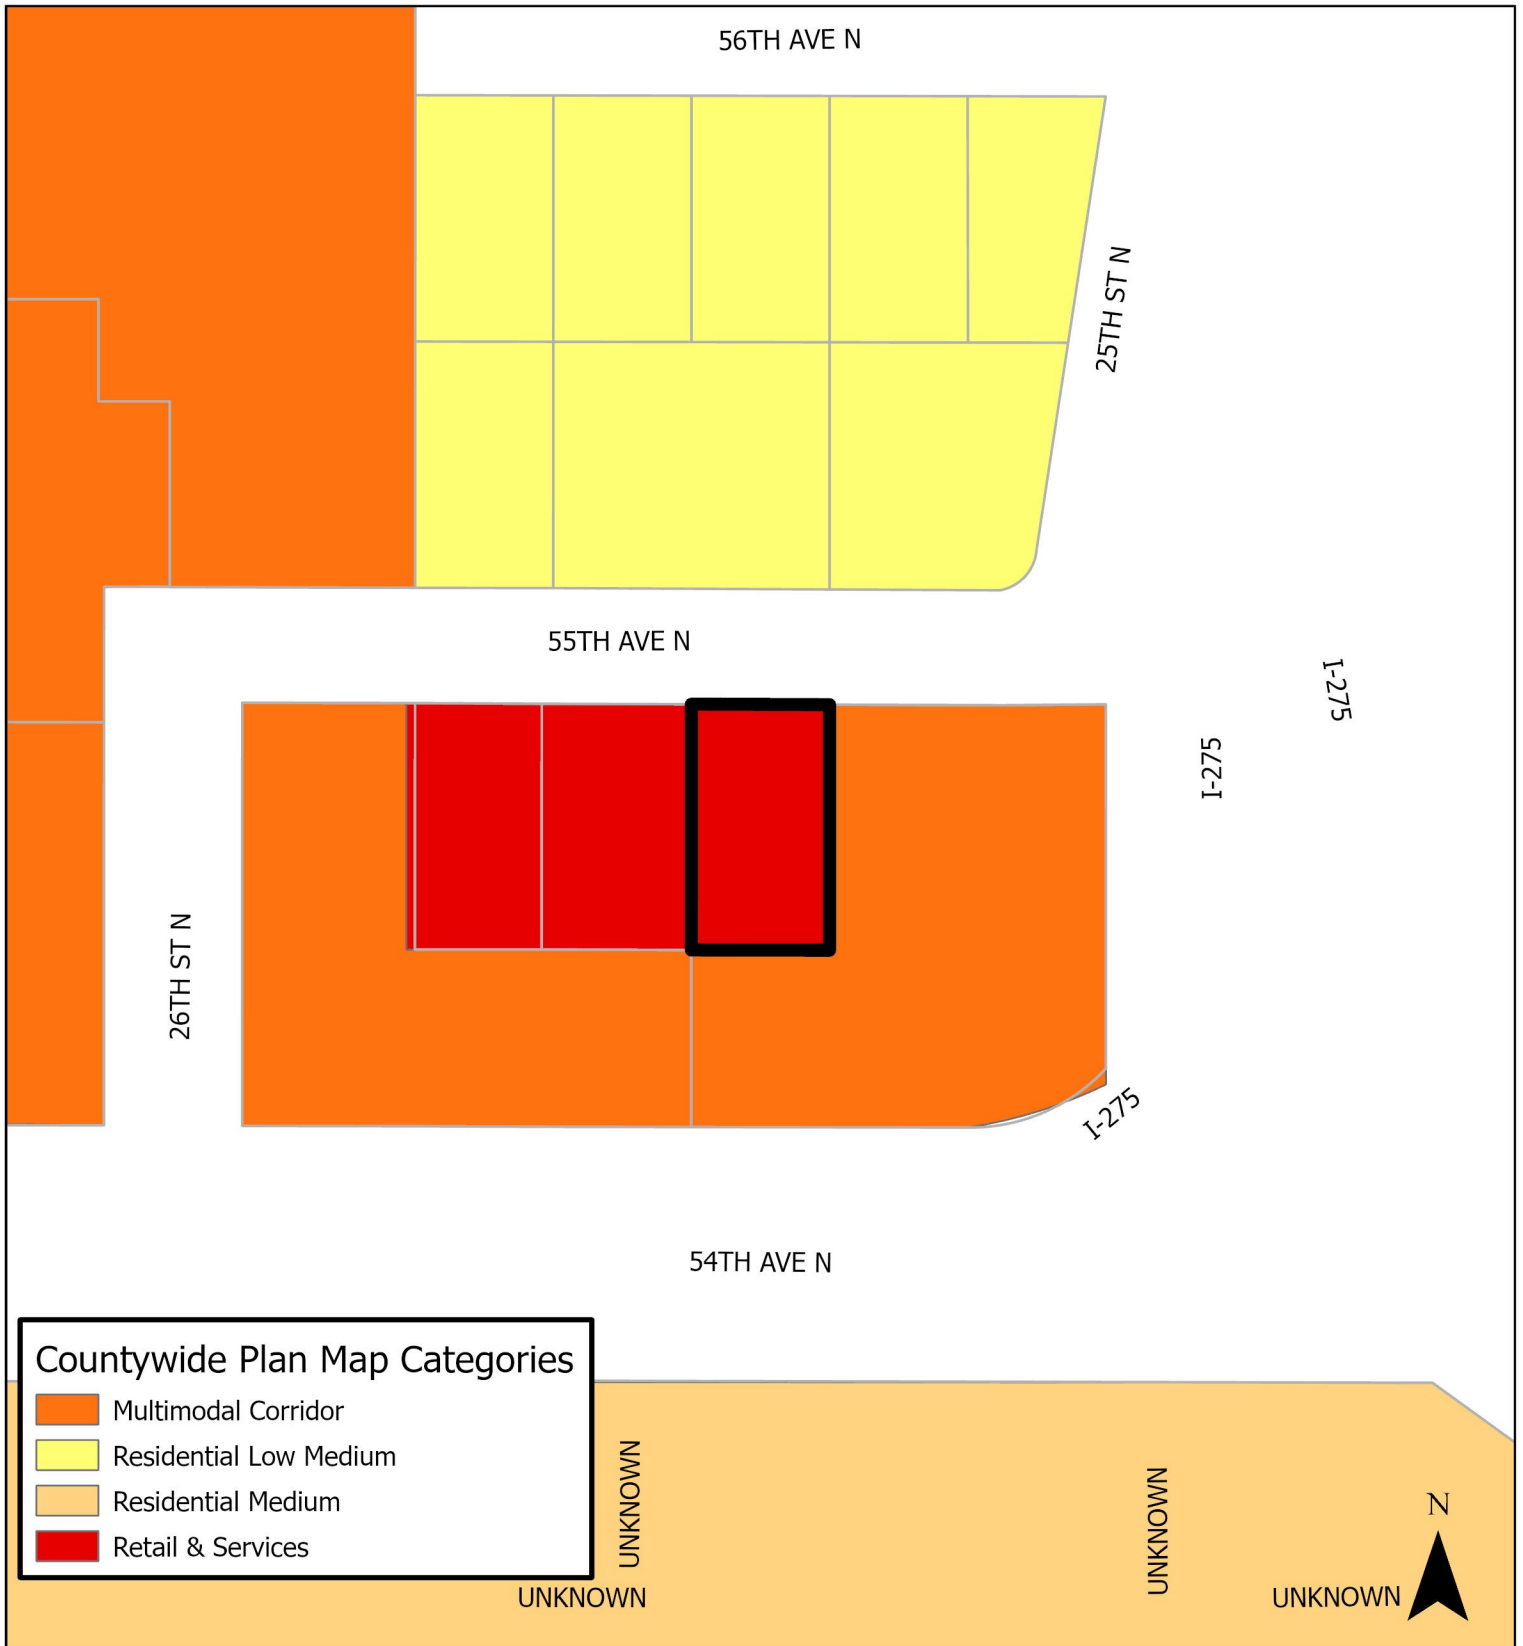 56TH AVE N
25TH ST N
55TH AVE N
I-275
I-275
26TH ST N
I-275
54TH AVE N
Countywide Plan Map Categories
Multimodal Corridor
Residential Low Medium
Residential Medium
Retail & Services
UNKNOWN
UNKNOWN
UNKNOWN
UNKNOWN
N